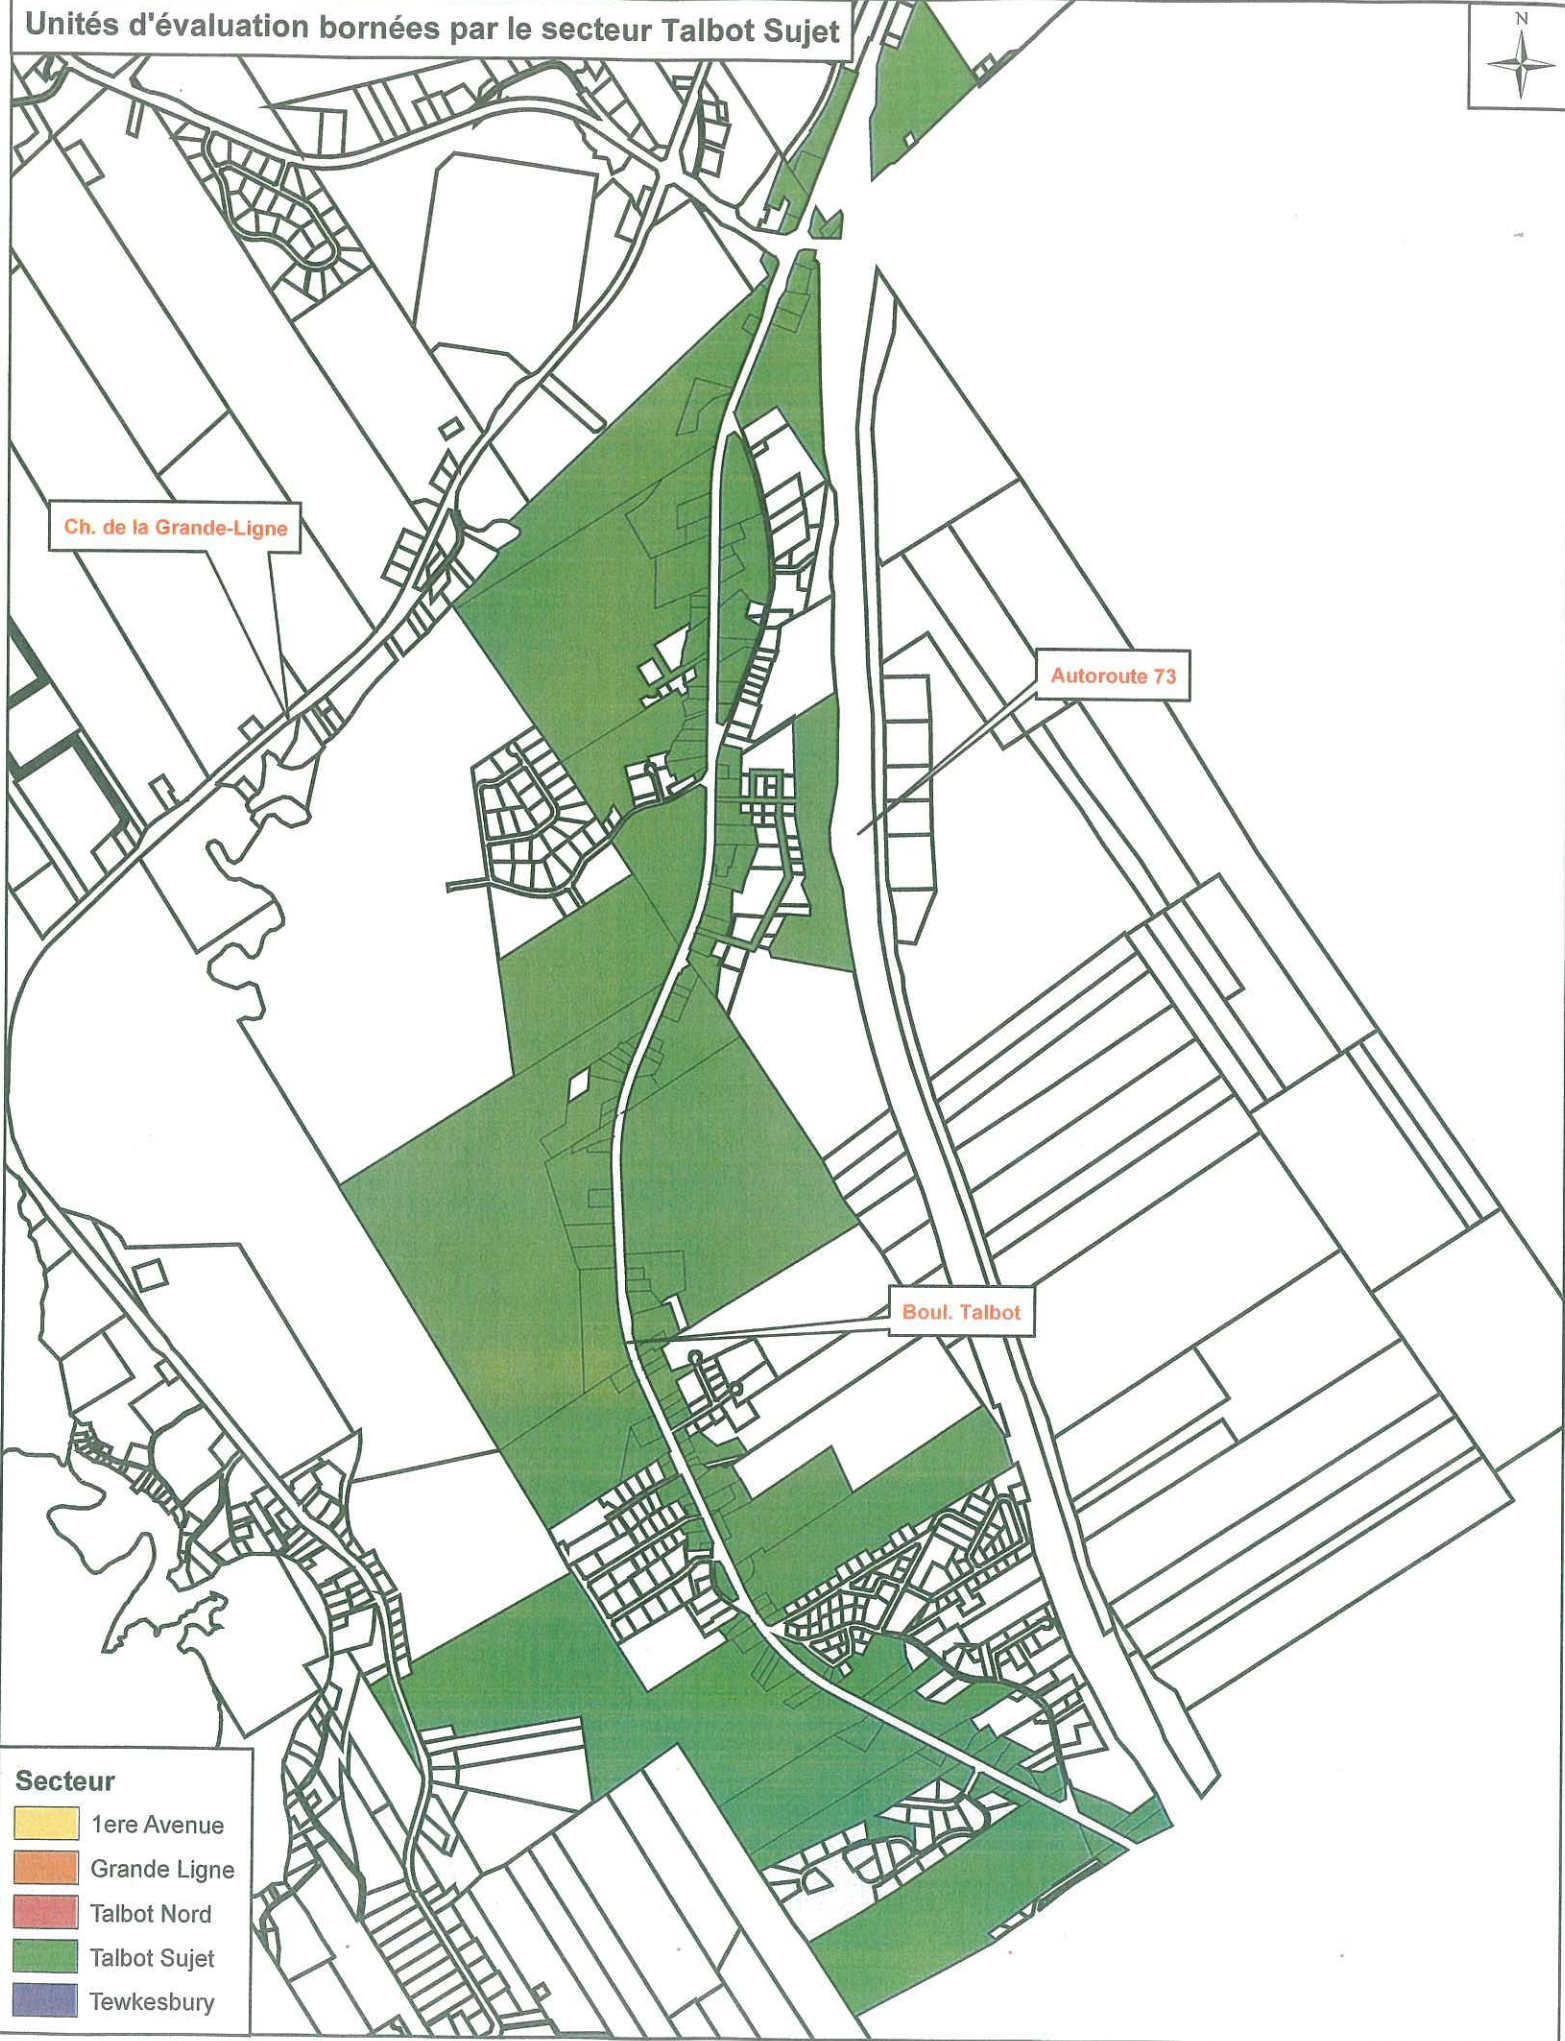 Unités d'évaluation bornées par le secteur Talbot Sujet
N
Ch. de la Grande-Ligne
Autoroute 73
Boul. Talbot
Secteur
1ere Avenue
Grande Ligne
Talbot Nord
Talbot Sujet
Tewkesbury